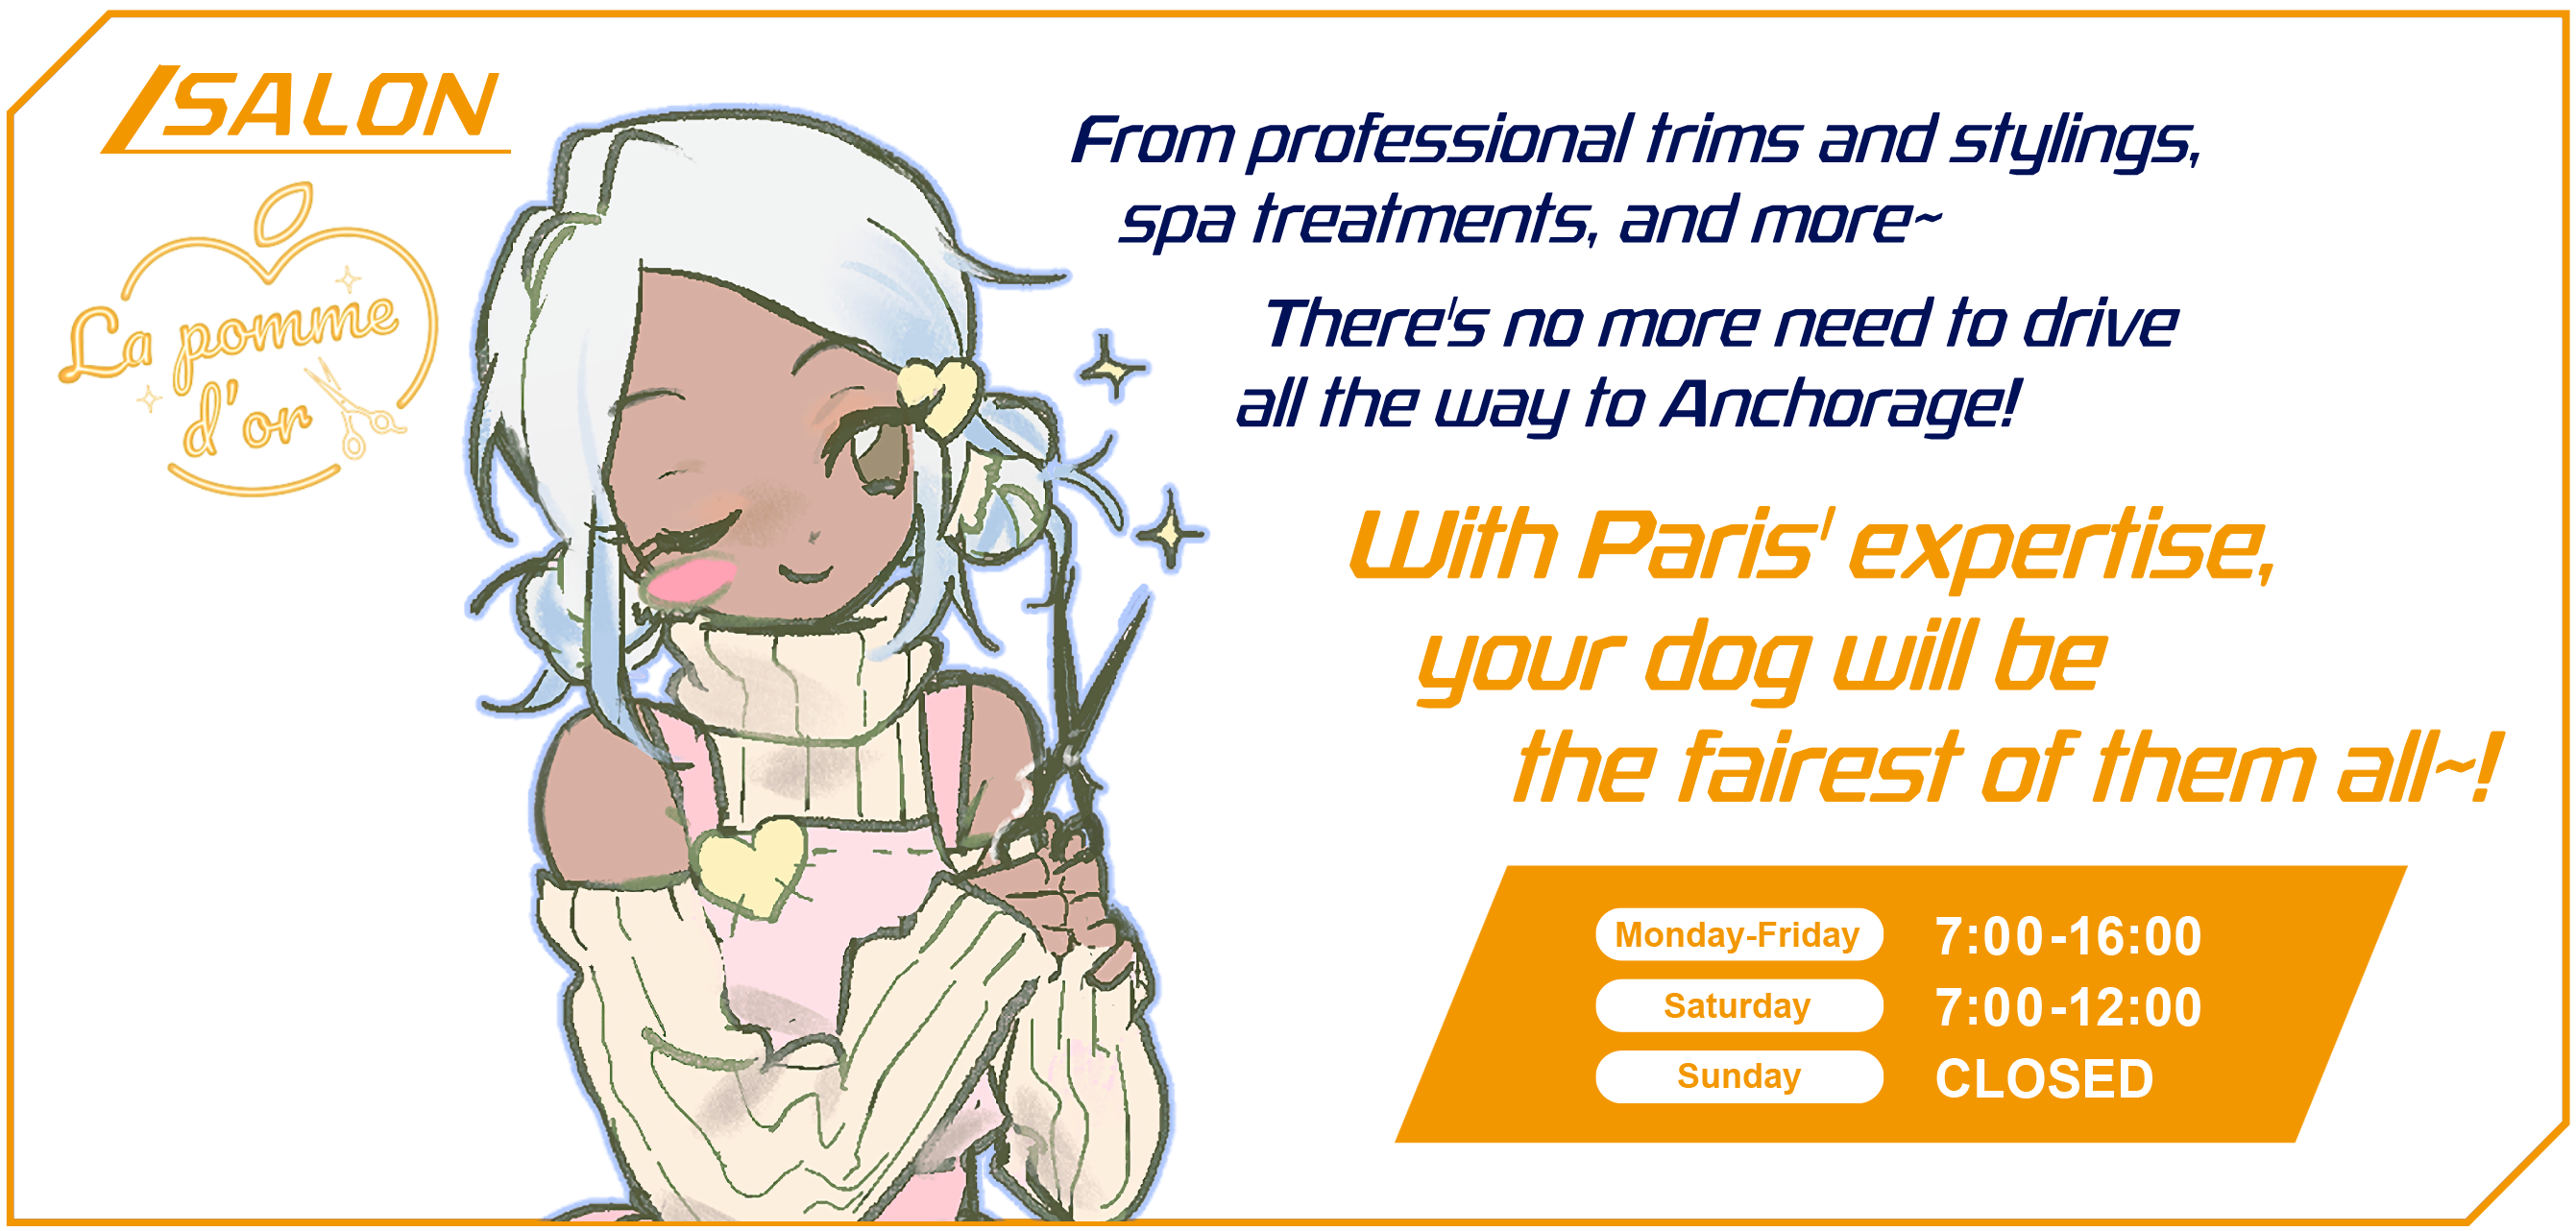 SALON
La pomme
d'or
From professional trims and stylings,
spa treatments, and more~
There's no more need to drive
all the way to Anchorage!
With Paris' expertise,
your dog will be
the fairest of them all~!
Monday-Friday 7:00-16:00
Saturday 7:00-12:00
Sunday CLOSED